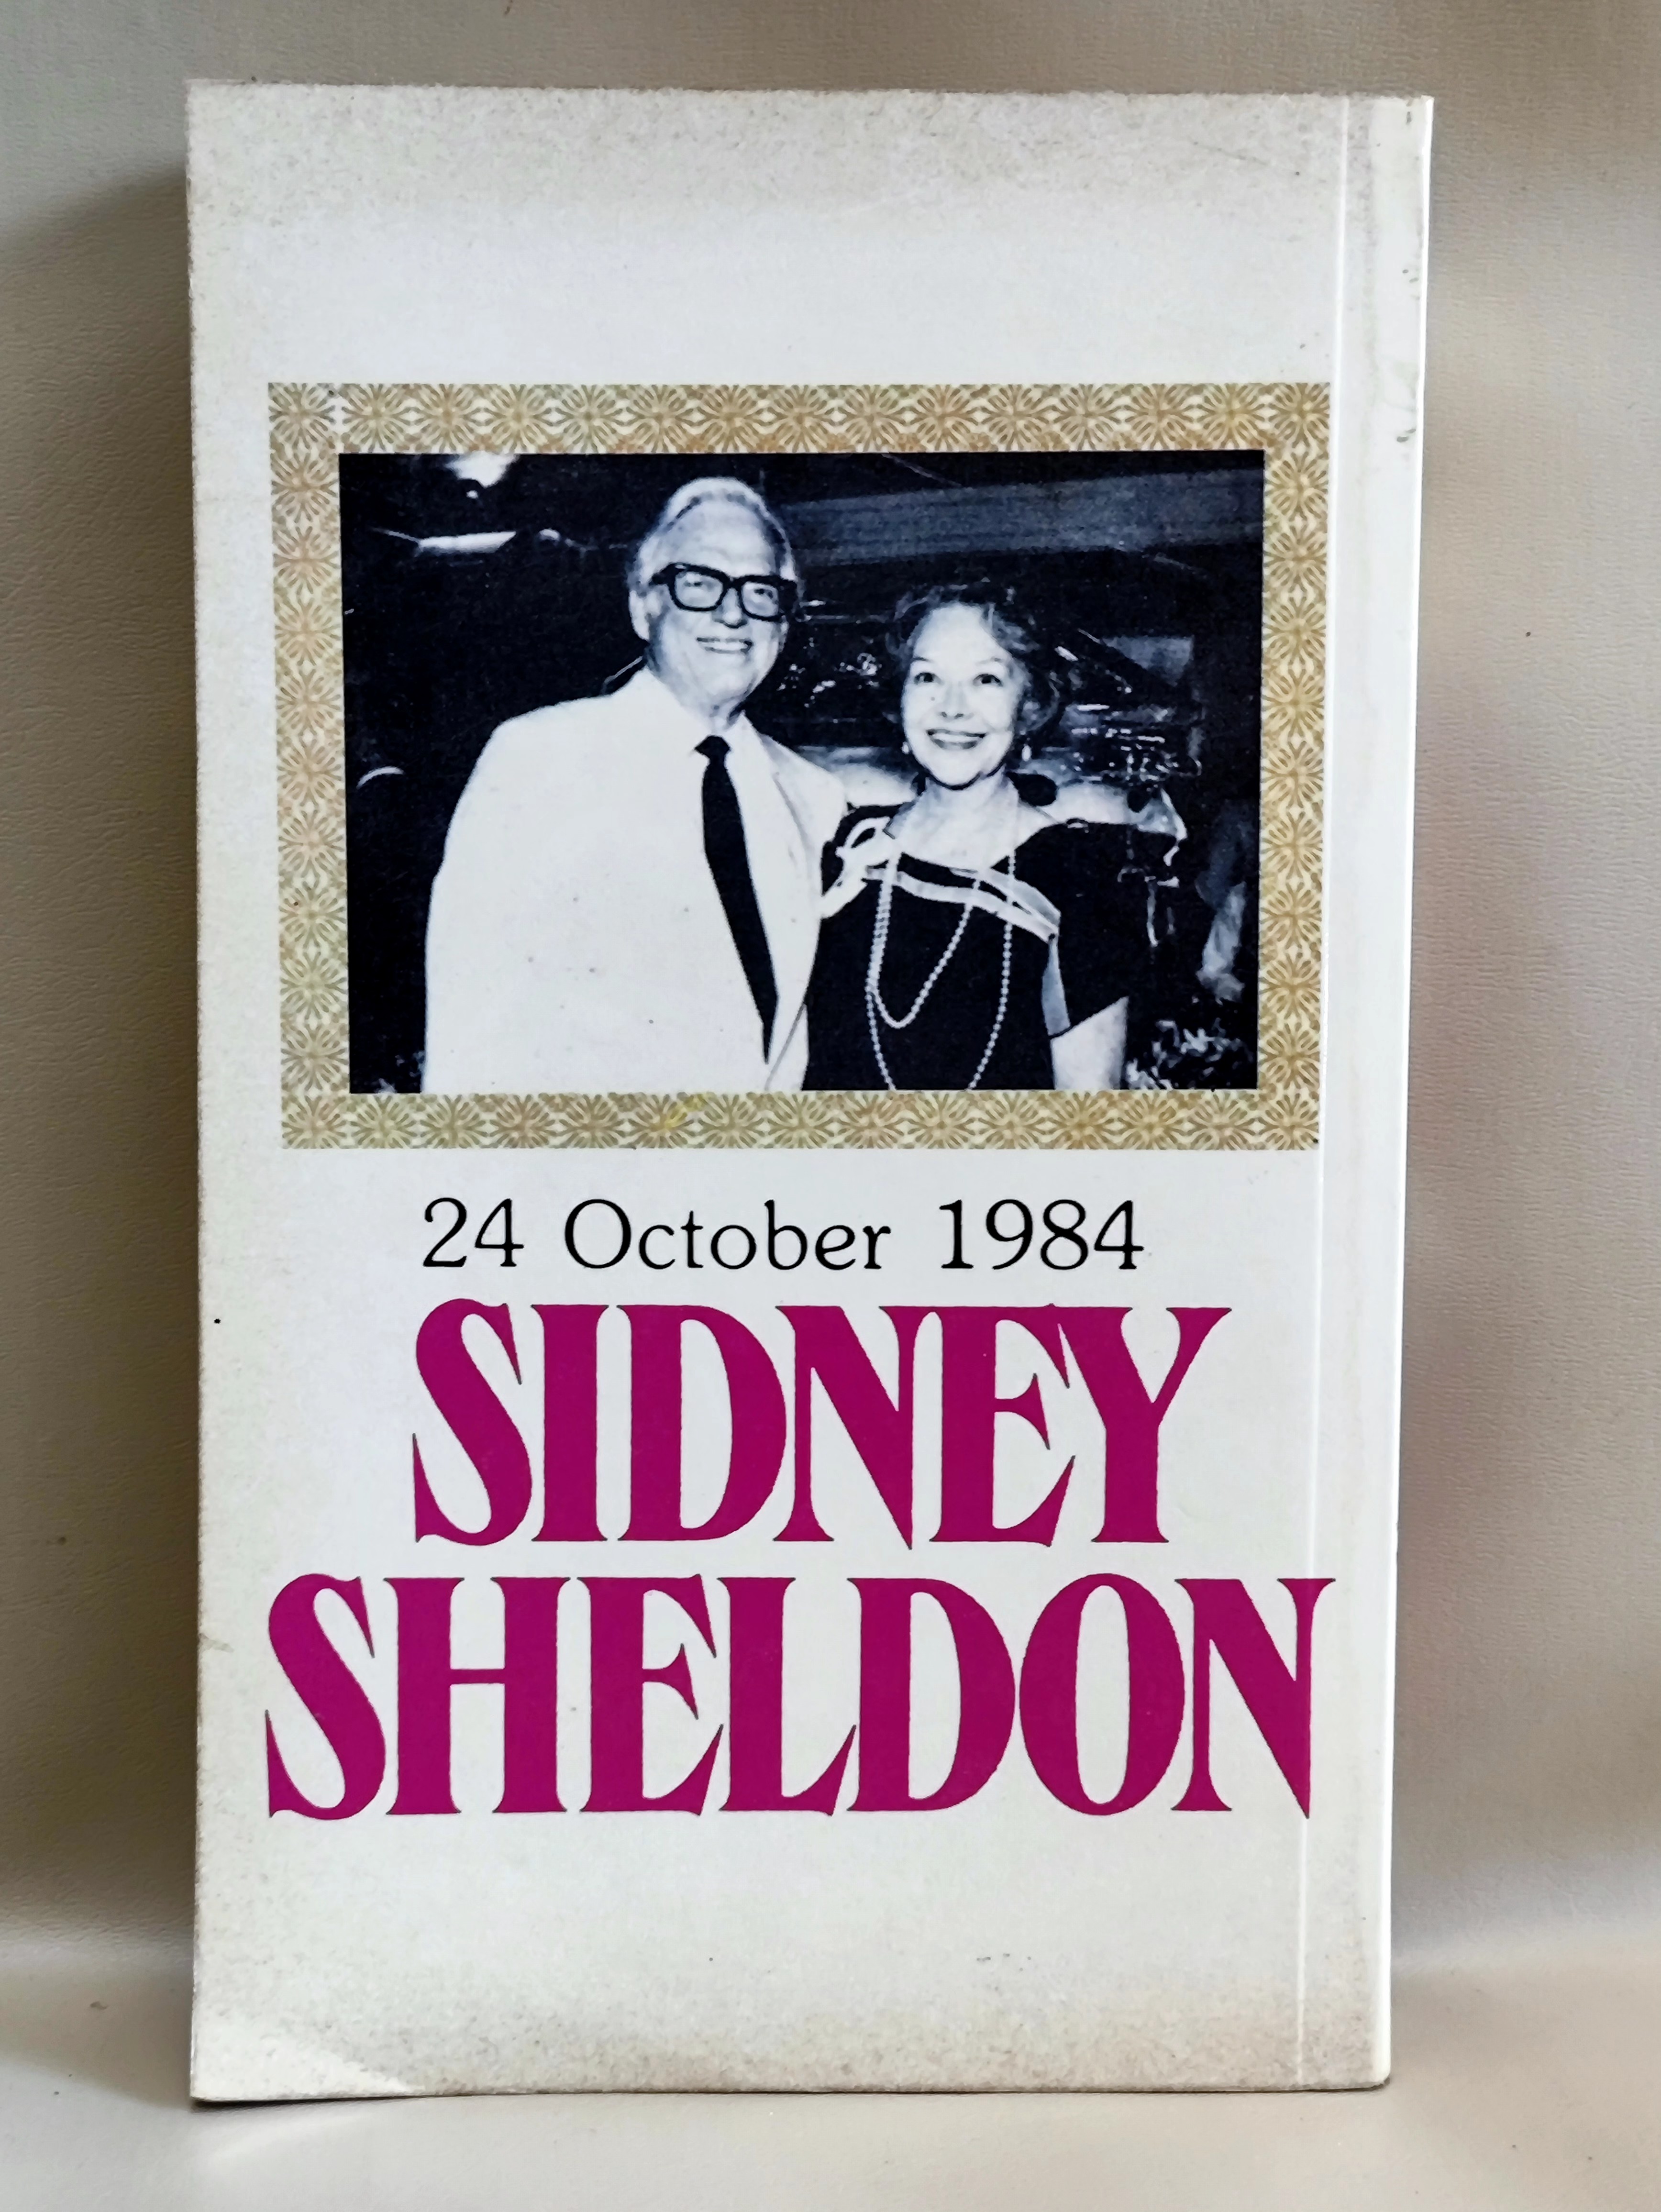 24 October 1984
SIDNEY
SHELDON